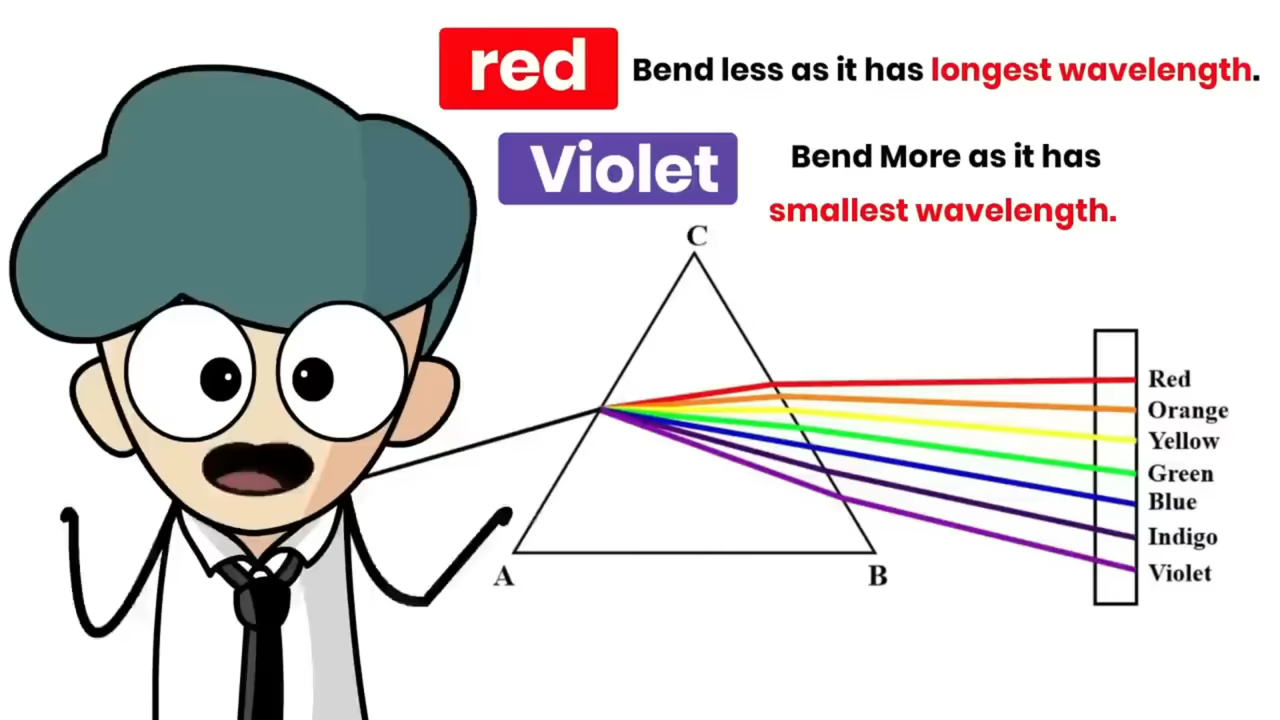 red Bend less as it has longest wavelength.
Violet Bend More as it has
smallest wavelength.
C
Red
Orange
Yellow
Green
Blue
Indigo
Violet
A B